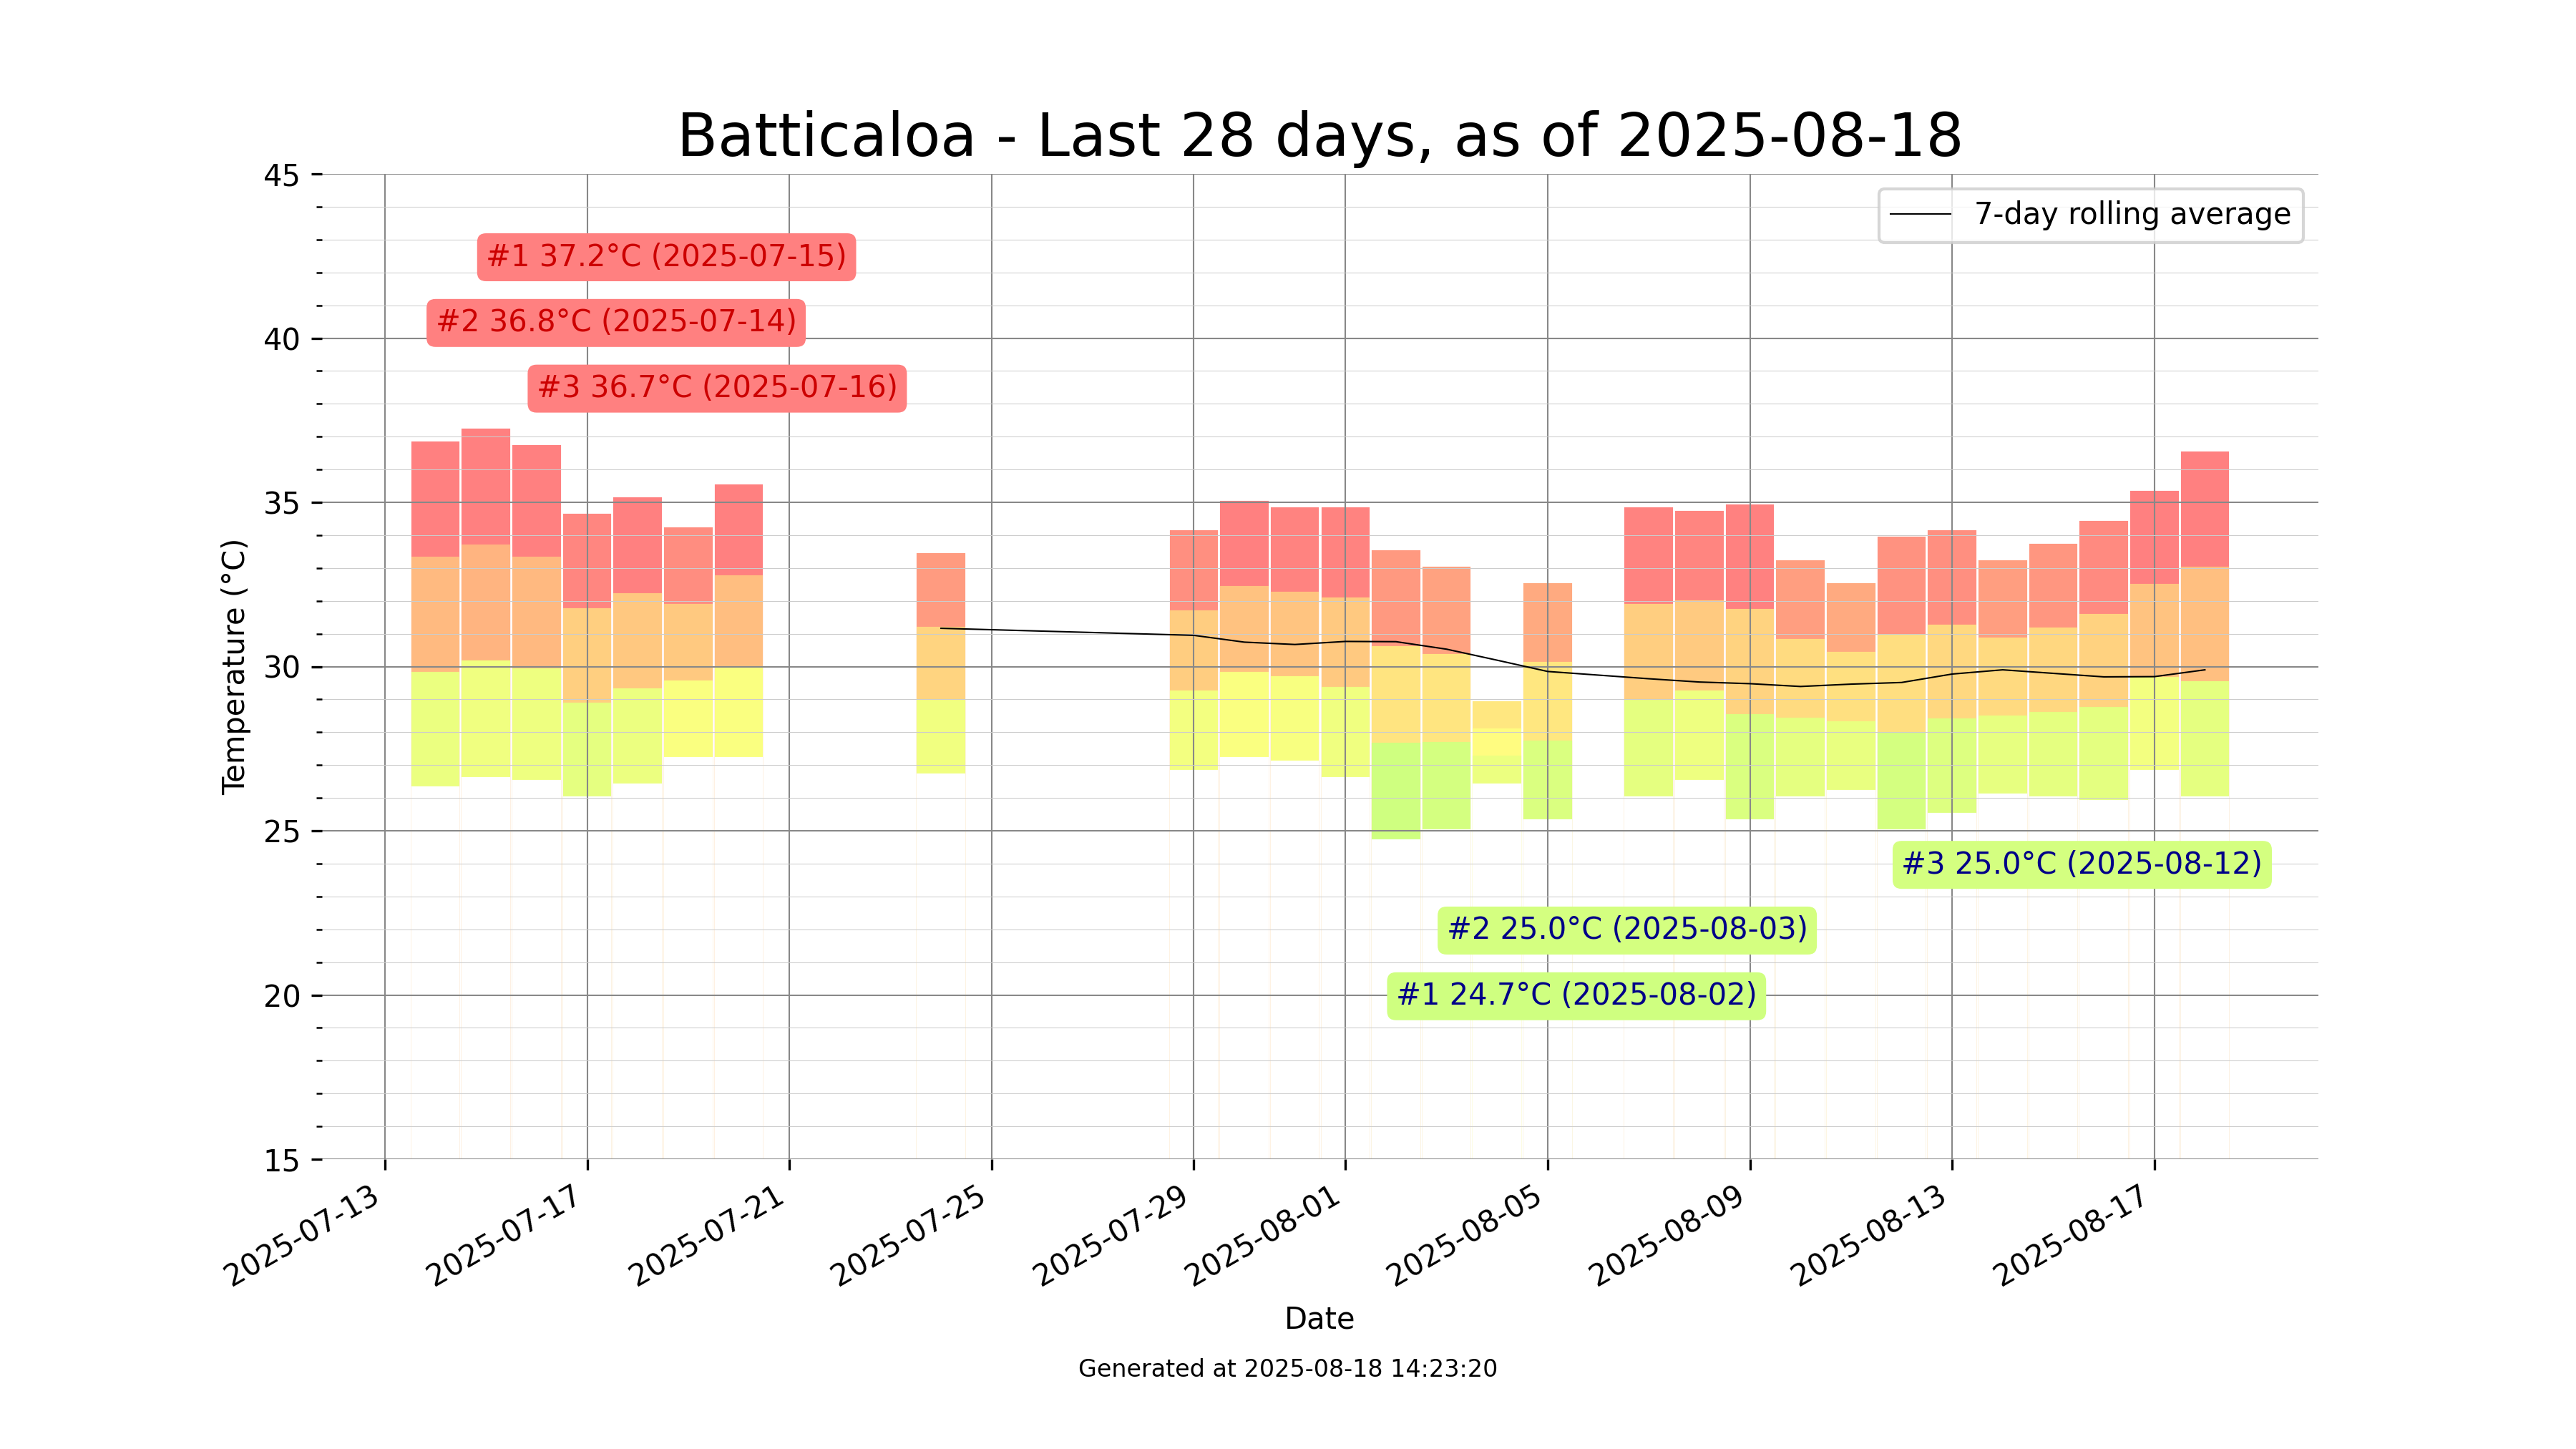 Batticaloa - Last 28 days, as of 2025-08-18
7-day rolling average
#1 37.2°C (2025-07-15)
#2 36.8°C (2025-07-14)
#3 36.7°C (2025-07-16)
#3 25.0°C (2025-08-12)
#2 25.0°C (2025-08-03)
#1 24.7°C (2025-08-02)
Temperature (°C)
45
40
35
30
25
20
15
2025-07-13
2025-07-17
2025-07-21
2025-07-25
2025-07-29
2025-08-01
2025-08-05
2025-08-09
2025-08-13
2025-08-17
Date
Generated at 2025-08-18 14:23:20